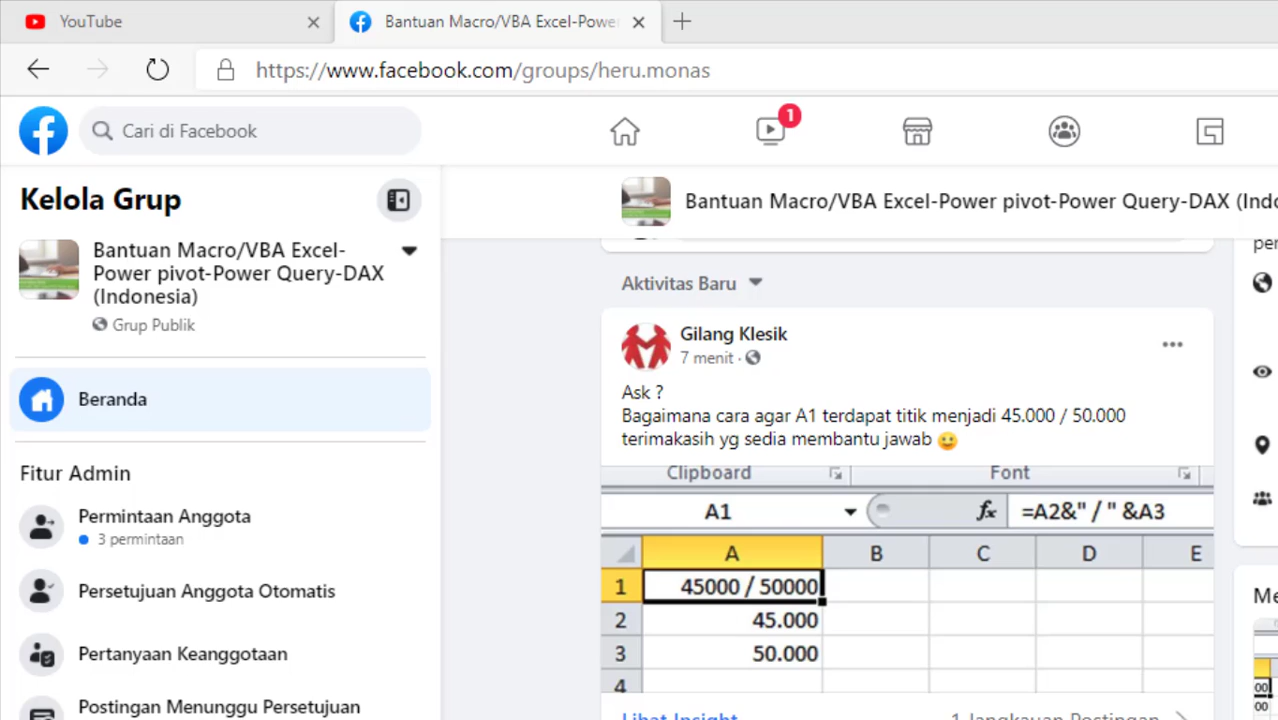 YouTube
Bantuan Macro/VBA Excel-Power
https://www.facebook.com/groups/heru.monas
Cari di Facebook
1
Kelola Grup
Bantuan Macro/VBA Excel-
Power pivot-Power Query-DAX
(Indonesia)
Grup Publik
Beranda
Fitur Admin
Permintaan Anggota
3 permintaan
Persetujuan Anggota Otomatis
Pertanyaan Keanggotaan
Postingan Menunggu Persetujuan
Bantuan Macro/VBA Excel-Power pivot-Power Query-DAX (Indo
Aktivitas Baru
Gilang Klesik
7 menit ·
Ask ?
Bagaimana cara agar A1 terdapat titik menjadi 45.000 / 50.000
terimakasih yg sedia membantu jawab
Clipboard Font
A1 fx =A2&" / " &A3
A B C D E
1 45000 / 50000
2 45.000
3 50.000
4
Lihat Insight 1 Jangkauan Postingan
per
Me
00
00